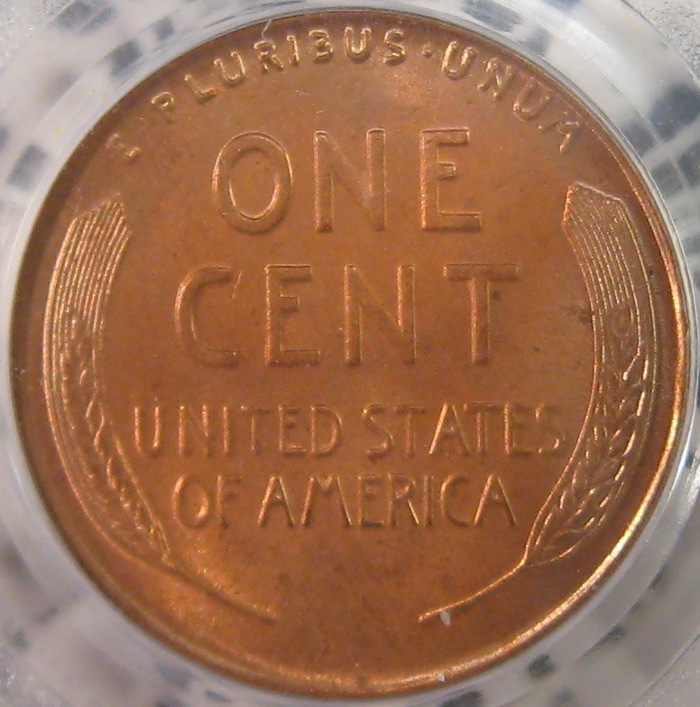 E PLURIBUS·UNUM
ONE
CENT
UNITED STATES
OF AMERICA